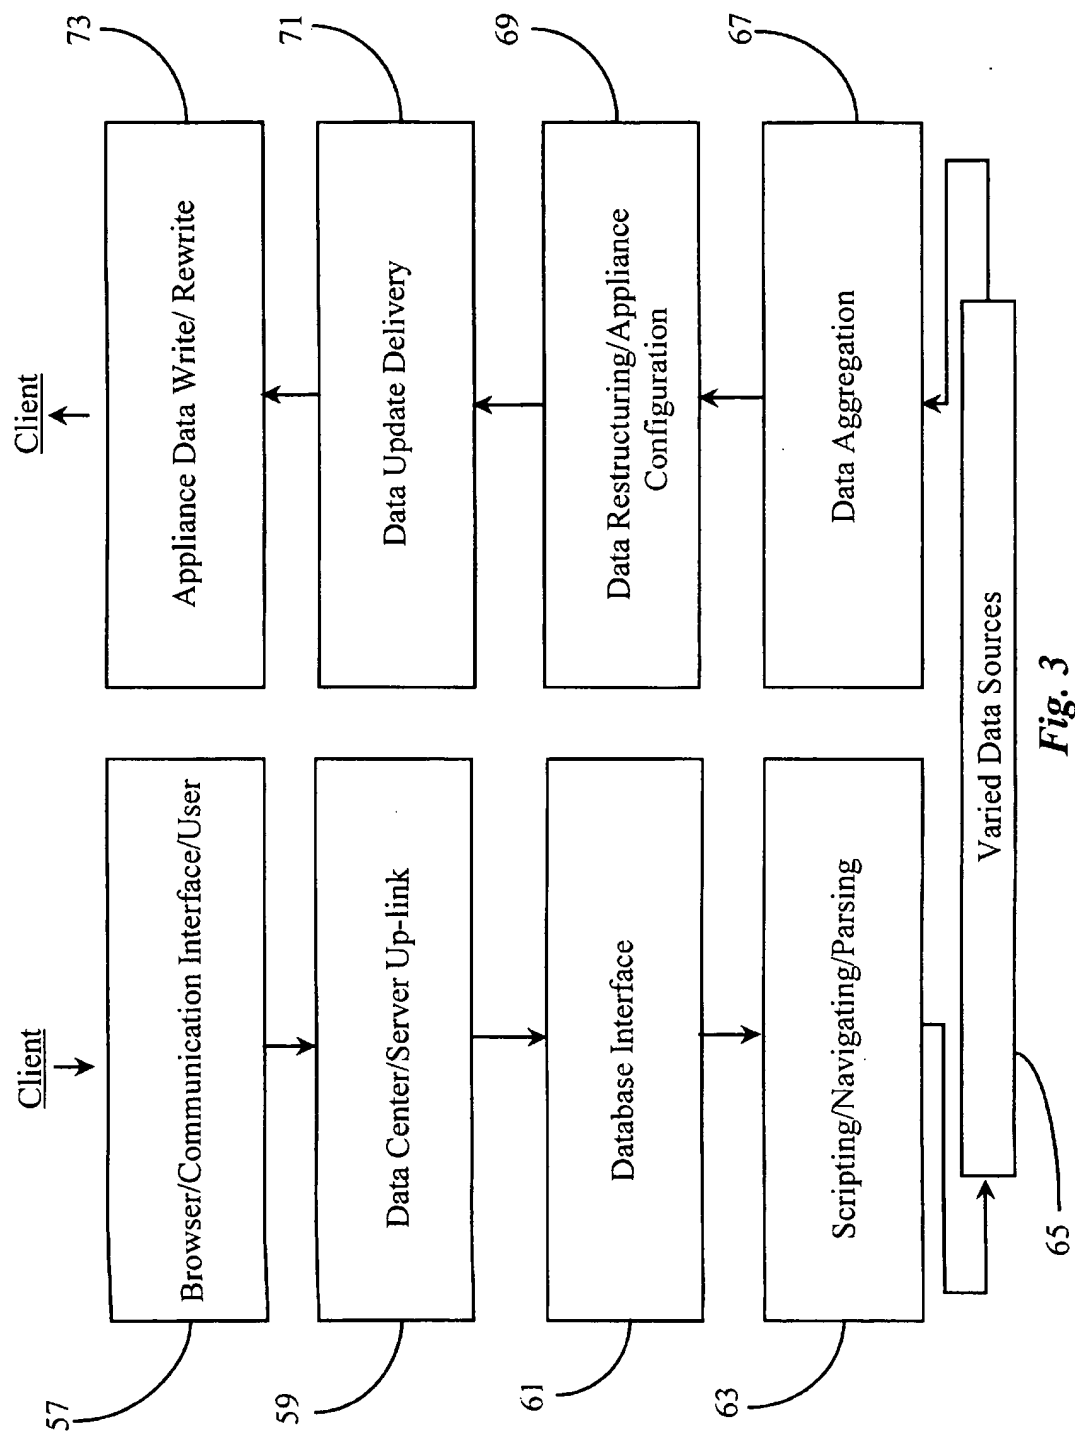 Client
Client
57
Browser/Communication Interface/User
73
Appliance Data Write/ Rewrite
59
Data Center/Server Up-link
71
Data Update Delivery
61
Database Interface
69
Data Restructuring/Appliance
Configuration
63
Scripting/Navigating/Parsing
67
Data Aggregation
65
Varied Data Sources
Fig. 3